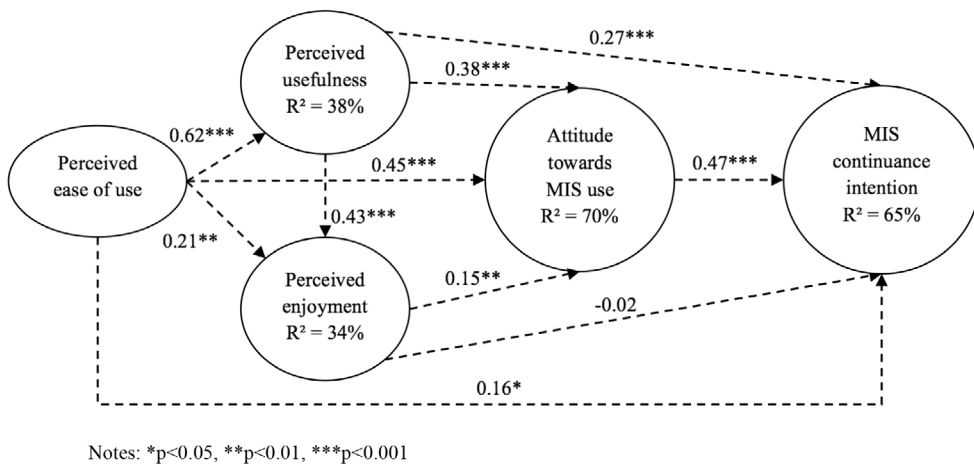 Perceived
usefulness
R² = 38%
0.27***
0.38***
0.62***
Perceived
ease of use
0.45***
Attitude
towards
MIS use
R² = 70%
0.47***
MIS
continuance
intention
R² = 65%
0.43***
0.21**
Perceived
enjoyment
R² = 34%
0.15**
-0.02
0.16*
Notes: *p<0.05, **p<0.01, ***p<0.001